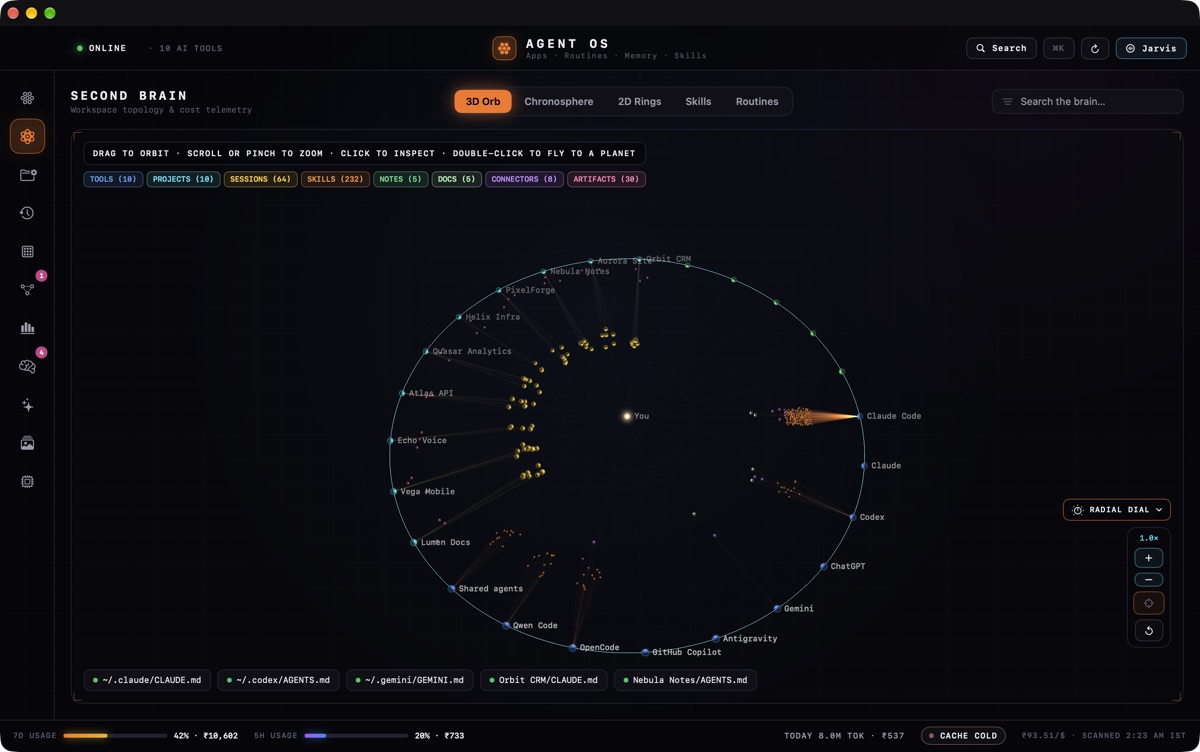 ONLINE · 10 AI TOOLS
AGENT OS
Apps · Routines · Memory · Skills
Search
⌘K
Jarvis
SECOND BRAIN
Workspace topology & cost telemetry
3D Orb
Chronosphere
2D Rings
Skills
Routines
Search the brain...
DRAG TO ORBIT · SCROLL OR PINCH TO ZOOM · CLICK TO INSPECT · DOUBLE-CLICK TO FLY TO A PLANET
TOOLS (10)
PROJECTS (10)
SESSIONS (64)
SKILLS (232)
NOTES (5)
DOCS (5)
CONNECTORS (8)
ARTIFACTS (30)
1
4
Orbit CRM
Aurora Site
Nebula Notes
PixelForge
Helix Infra
Quasar Analytics
Atlas API
You
Claude Code
Echo Voice
Claude
Vega Mobile
Codex
Lumen Docs
ChatGPT
Shared agents
Gemini
Qwen Code
Antigravity
OpenCode
GitHub Copilot
RADIAL DIAL
1.0×
+
−
~/.claude/CLAUDE.md
~/.codex/AGENTS.md
~/.gemini/GEMINI.md
Orbit CRM/CLAUDE.md
Nebula Notes/AGENTS.md
7D USAGE 42% · ₹10,602
5H USAGE 20% · ₹733
TODAY 8.0M TOK · ₹537
CACHE COLD
₹93.51/$ · SCANNED 2:23 AM IST